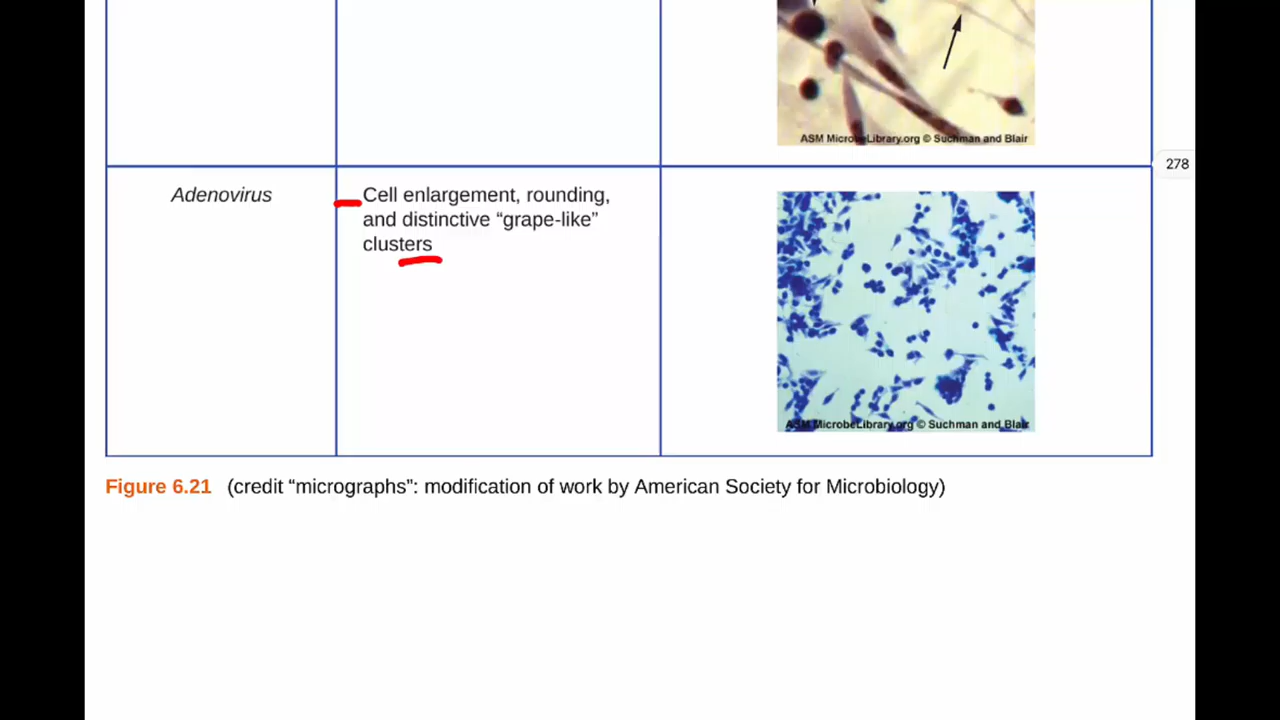 ASM MicrobeLibrary.org © Suchman and Blair
278
Adenovirus
Cell enlargement, rounding,
and distinctive “grape-like”
clusters
ASM MicrobeLibrary.org © Suchman and Blair
Figure 6.21 (credit “micrographs”: modification of work by American Society for Microbiology)